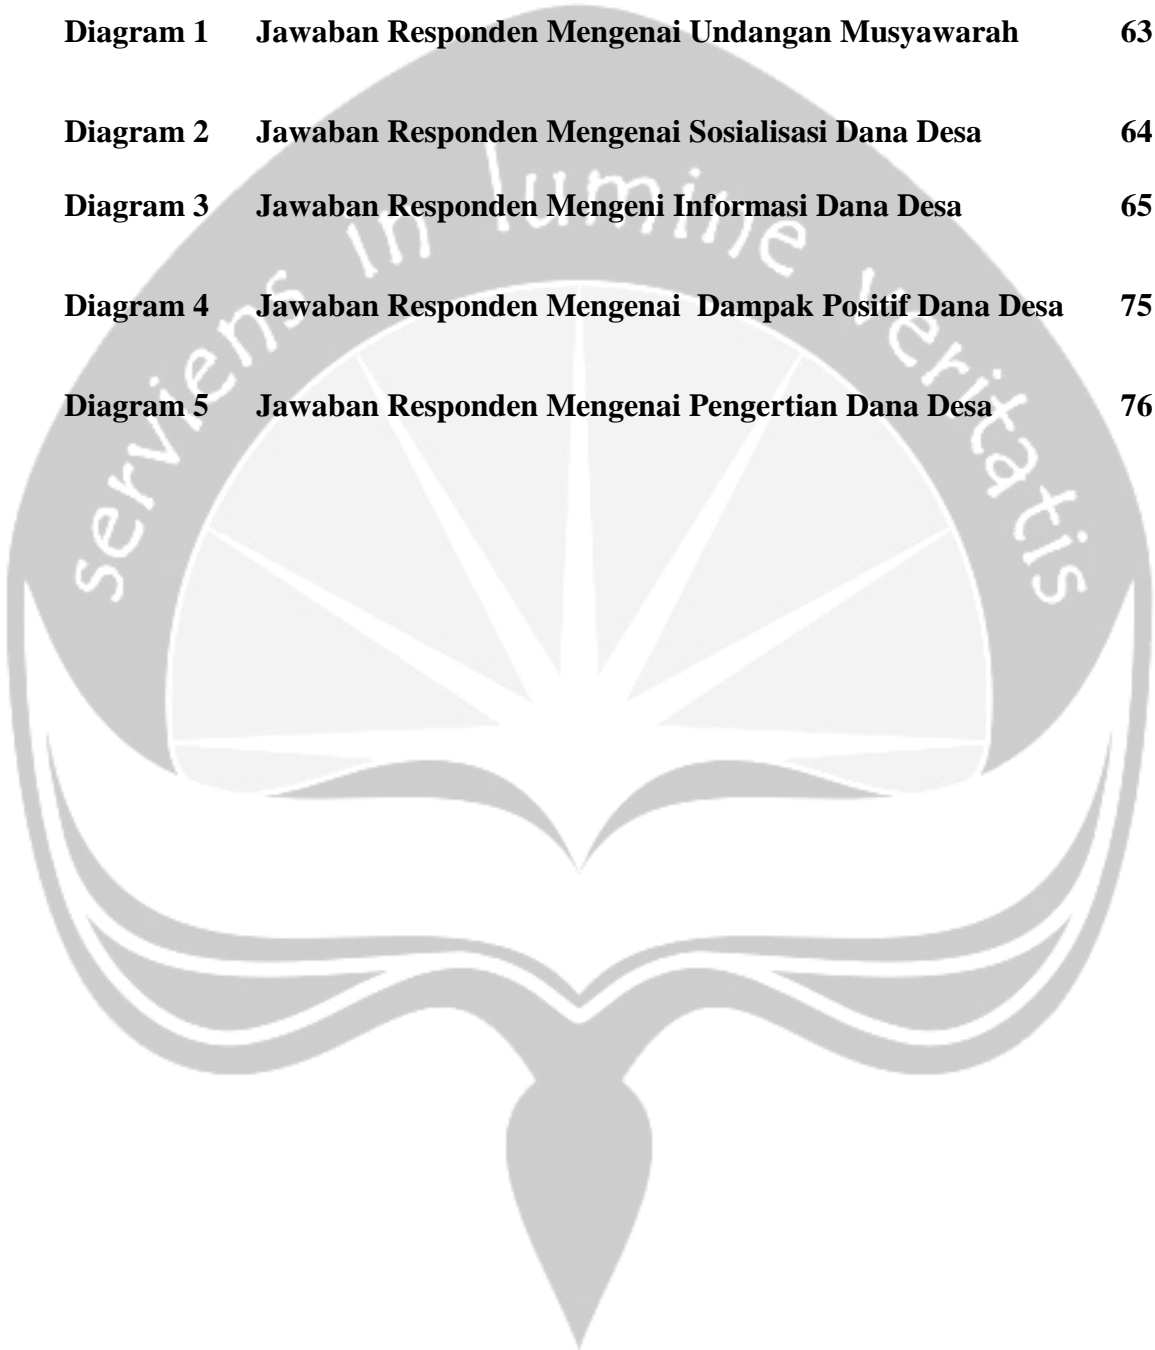 Diagram 1 Jawaban Responden Mengenai Undangan Musyawarah 63
Diagram 2 Jawaban Responden Mengenai Sosialisasi Dana Desa 64
Diagram 3 Jawaban Responden Mengeni Informasi Dana Desa 65
Diagram 4 Jawaban Responden Mengenai Dampak Positif Dana Desa 75
Diagram 5 Jawaban Responden Mengenai Pengertian Dana Desa 76
serviens in lumine veritatis